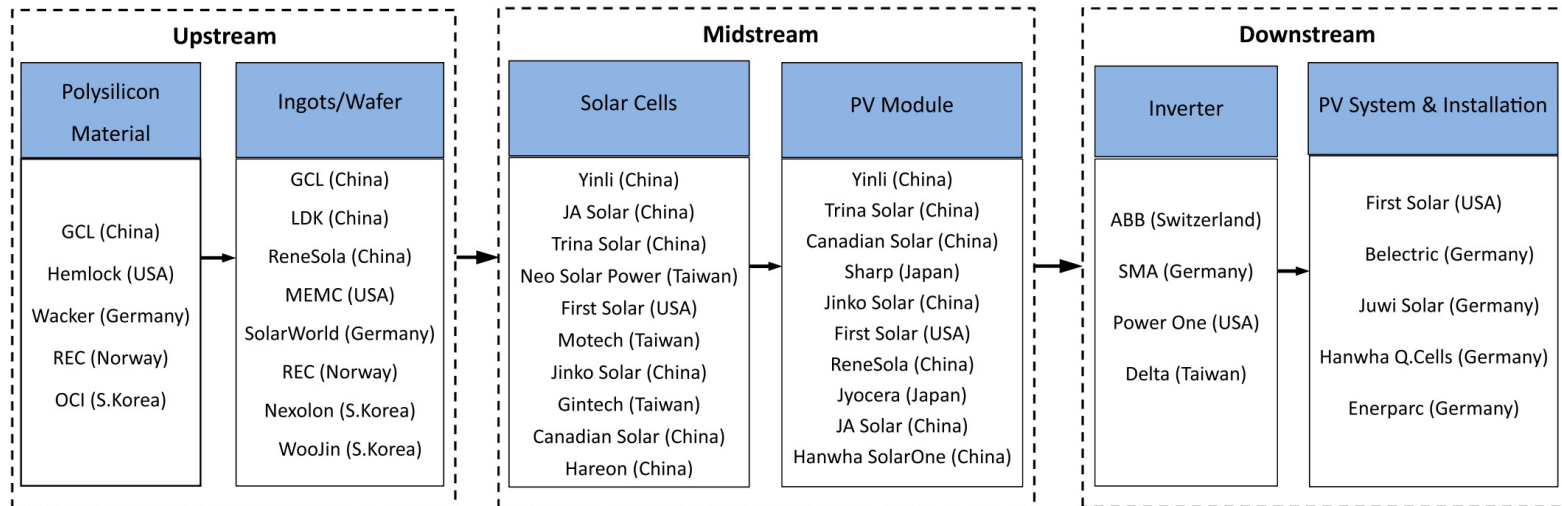 Upstream
Polysilicon
Material
GCL (China)
Hemlock (USA)
Wacker (Germany)
REC (Norway)
OCI (S.Korea)
Ingots/Wafer
GCL (China)
LDK (China)
ReneSola (China)
MEMC (USA)
SolarWorld (Germany)
REC (Norway)
Nexolon (S.Korea)
WooJin (S.Korea)
Midstream
Solar Cells
Yinli (China)
JA Solar (China)
Trina Solar (China)
Neo Solar Power (Taiwan)
First Solar (USA)
Motech (Taiwan)
Jinko Solar (China)
Gintech (Taiwan)
Canadian Solar (China)
Hareon (China)
PV Module
Yinli (China)
Trina Solar (China)
Canadian Solar (China)
Sharp (Japan)
Jinko Solar (China)
First Solar (USA)
ReneSola (China)
Jyocera (Japan)
JA Solar (China)
Hanwha SolarOne (China)
Downstream
Inverter
ABB (Switzerland)
SMA (Germany)
Power One (USA)
Delta (Taiwan)
PV System & Installation
First Solar (USA)
Belectric (Germany)
Juwi Solar (Germany)
Hanwha Q.Cells (Germany)
Enerparc (Germany)